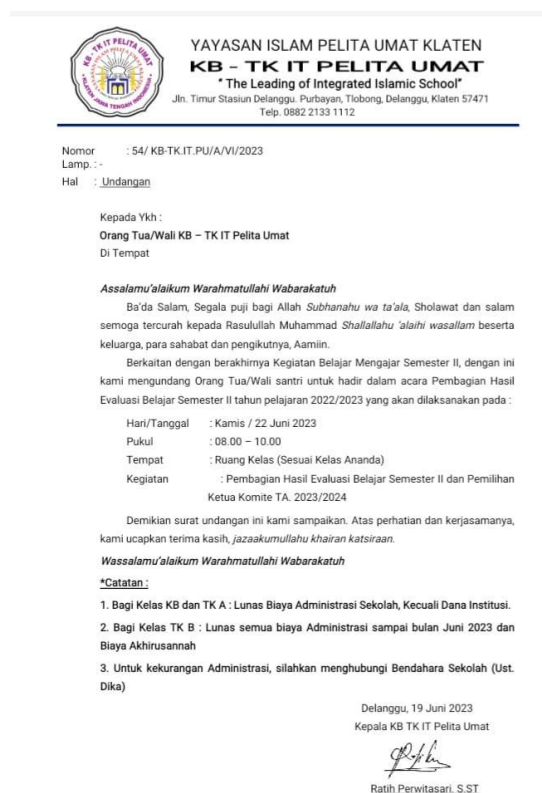 YAYASAN ISLAM PELITA UMAT KLATEN
KB - TK IT PELITA UMAT
" The Leading of Integrated Islamic School"
Jln. Timur Stasiun Delanggu. Purbayan, Tlobong, Delanggu, Klaten 57471
Telp. 0882 2133 1112
KB - TK IT PELITA UMAT
KLATEN JAWA TENGAH INDONESIA
Nomor : 54/ KB-TK.IT.PU/A/VI/2023
Lamp. : -
Hal : Undangan
Kepada Ykh :
Orang Tua/Wali KB – TK IT Pelita Umat
Di Tempat
Assalamu'alaikum Warahmatullahi Wabarakatuh
Ba'da Salam, Segala puji bagi Allah Subhanahu wa ta'ala, Sholawat dan salam
semoga tercurah kepada Rasulullah Muhammad Shallallahu 'alaihi wasallam beserta
keluarga, para sahabat dan pengikutnya, Aamiin.
Berkaitan dengan berakhirnya Kegiatan Belajar Mengajar Semester II, dengan ini
kami mengundang Orang Tua/Wali santri untuk hadir dalam acara Pembagian Hasil
Evaluasi Belajar Semester II tahun pelajaran 2022/2023 yang akan dilaksanakan pada :
Hari/Tanggal : Kamis / 22 Juni 2023
Pukul : 08.00 – 10.00
Tempat : Ruang Kelas (Sesuai Kelas Ananda)
Kegiatan : Pembagian Hasil Evaluasi Belajar Semester II dan Pemilihan
Ketua Komite TA. 2023/2024
Demikian surat undangan ini kami sampaikan. Atas perhatian dan kerjasamanya,
kami ucapkan terima kasih, jazaakumullahu khairan katsiraan.
Wassalamu'alaikum Warahmatullahi Wabarakatuh
*Catatan :
1. Bagi Kelas KB dan TK A : Lunas Biaya Administrasi Sekolah, Kecuali Dana Institusi.
2. Bagi Kelas TK B : Lunas semua biaya Administrasi sampai bulan Juni 2023 dan
Biaya Akhirusannah
3. Untuk kekurangan Administrasi, silahkan menghubungi Bendahara Sekolah (Ust.
Dika)
Delanggu, 19 Juni 2023
Kepala KB TK IT Pelita Umat
Ratih Perwitasari, S.ST